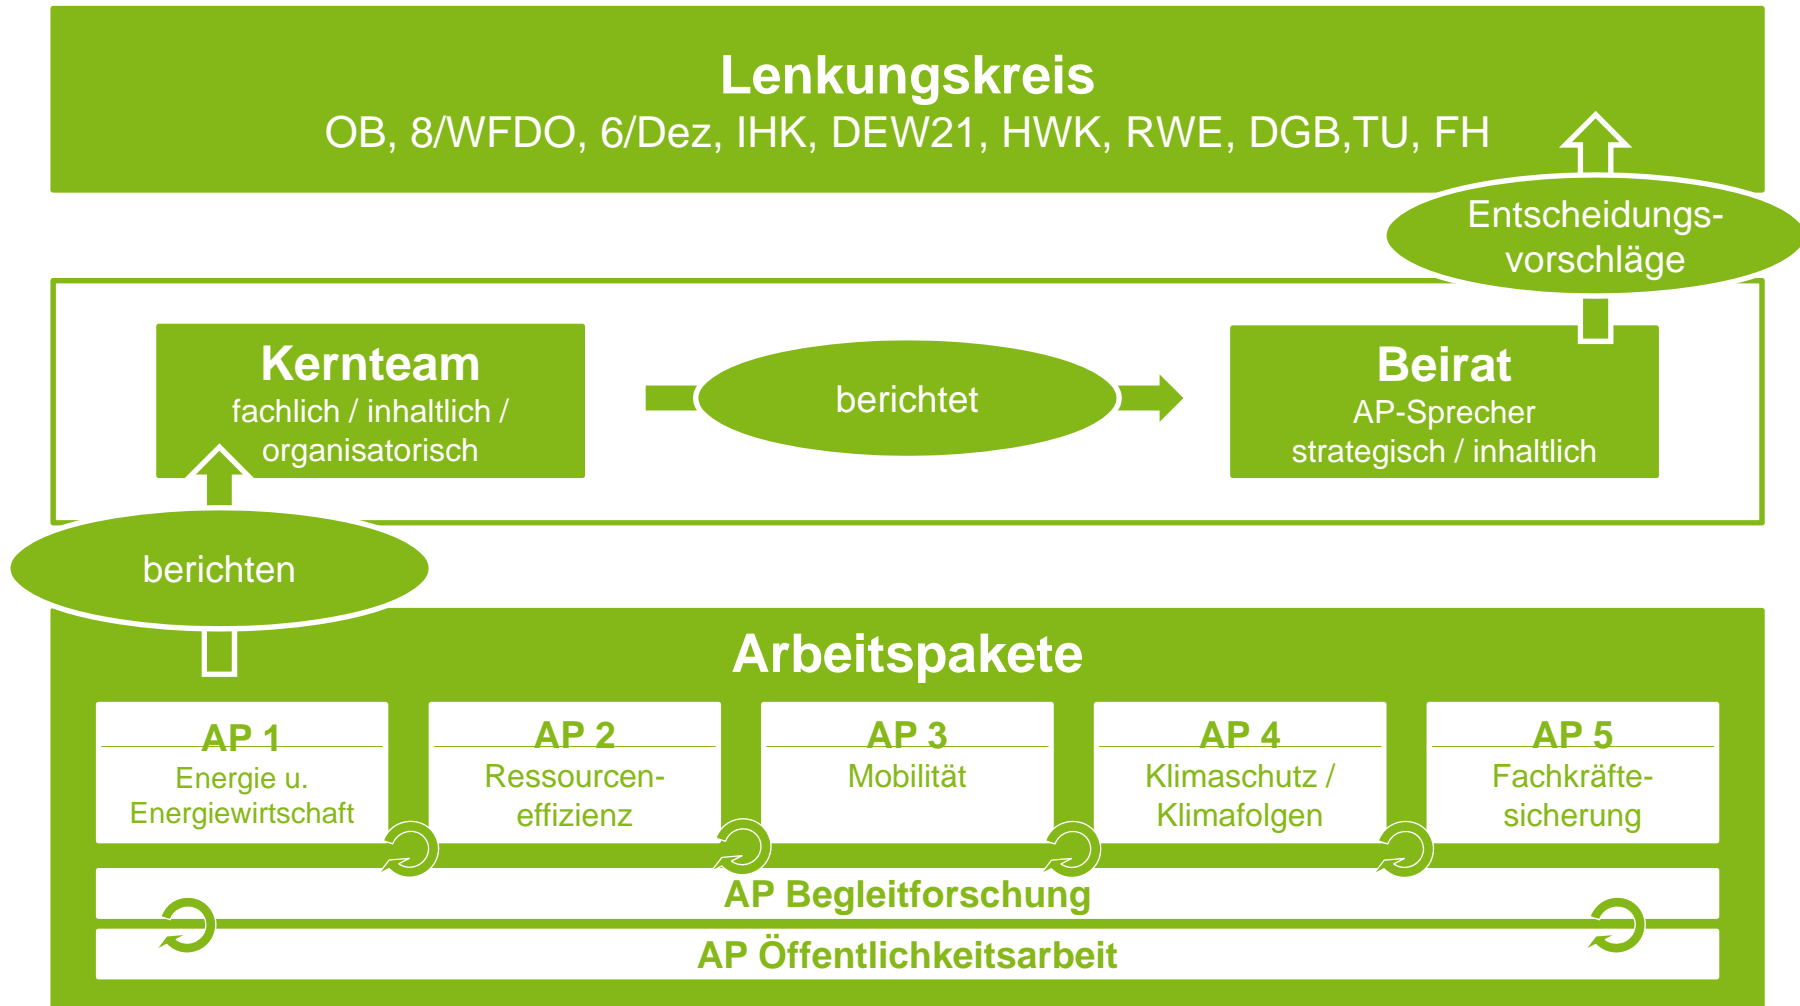 Lenkungskreis
OB, 8/WFDO, 6/Dez, IHK, DEW21, HWK, RWE, DGB,TU, FH
Entscheidungs-
vorschläge
Kernteam
fachlich / inhaltlich /
organisatorisch
berichtet
Beirat
AP-Sprecher
strategisch / inhaltlich
berichten
Arbeitspakete
AP 1
Energie u.
Energiewirtschaft
AP 2
Ressourcen-
effizienz
AP 3
Mobilität
AP 4
Klimaschutz /
Klimafolgen
AP 5
Fachkräfte-
sicherung
AP Begleitforschung
AP Öffentlichkeitsarbeit